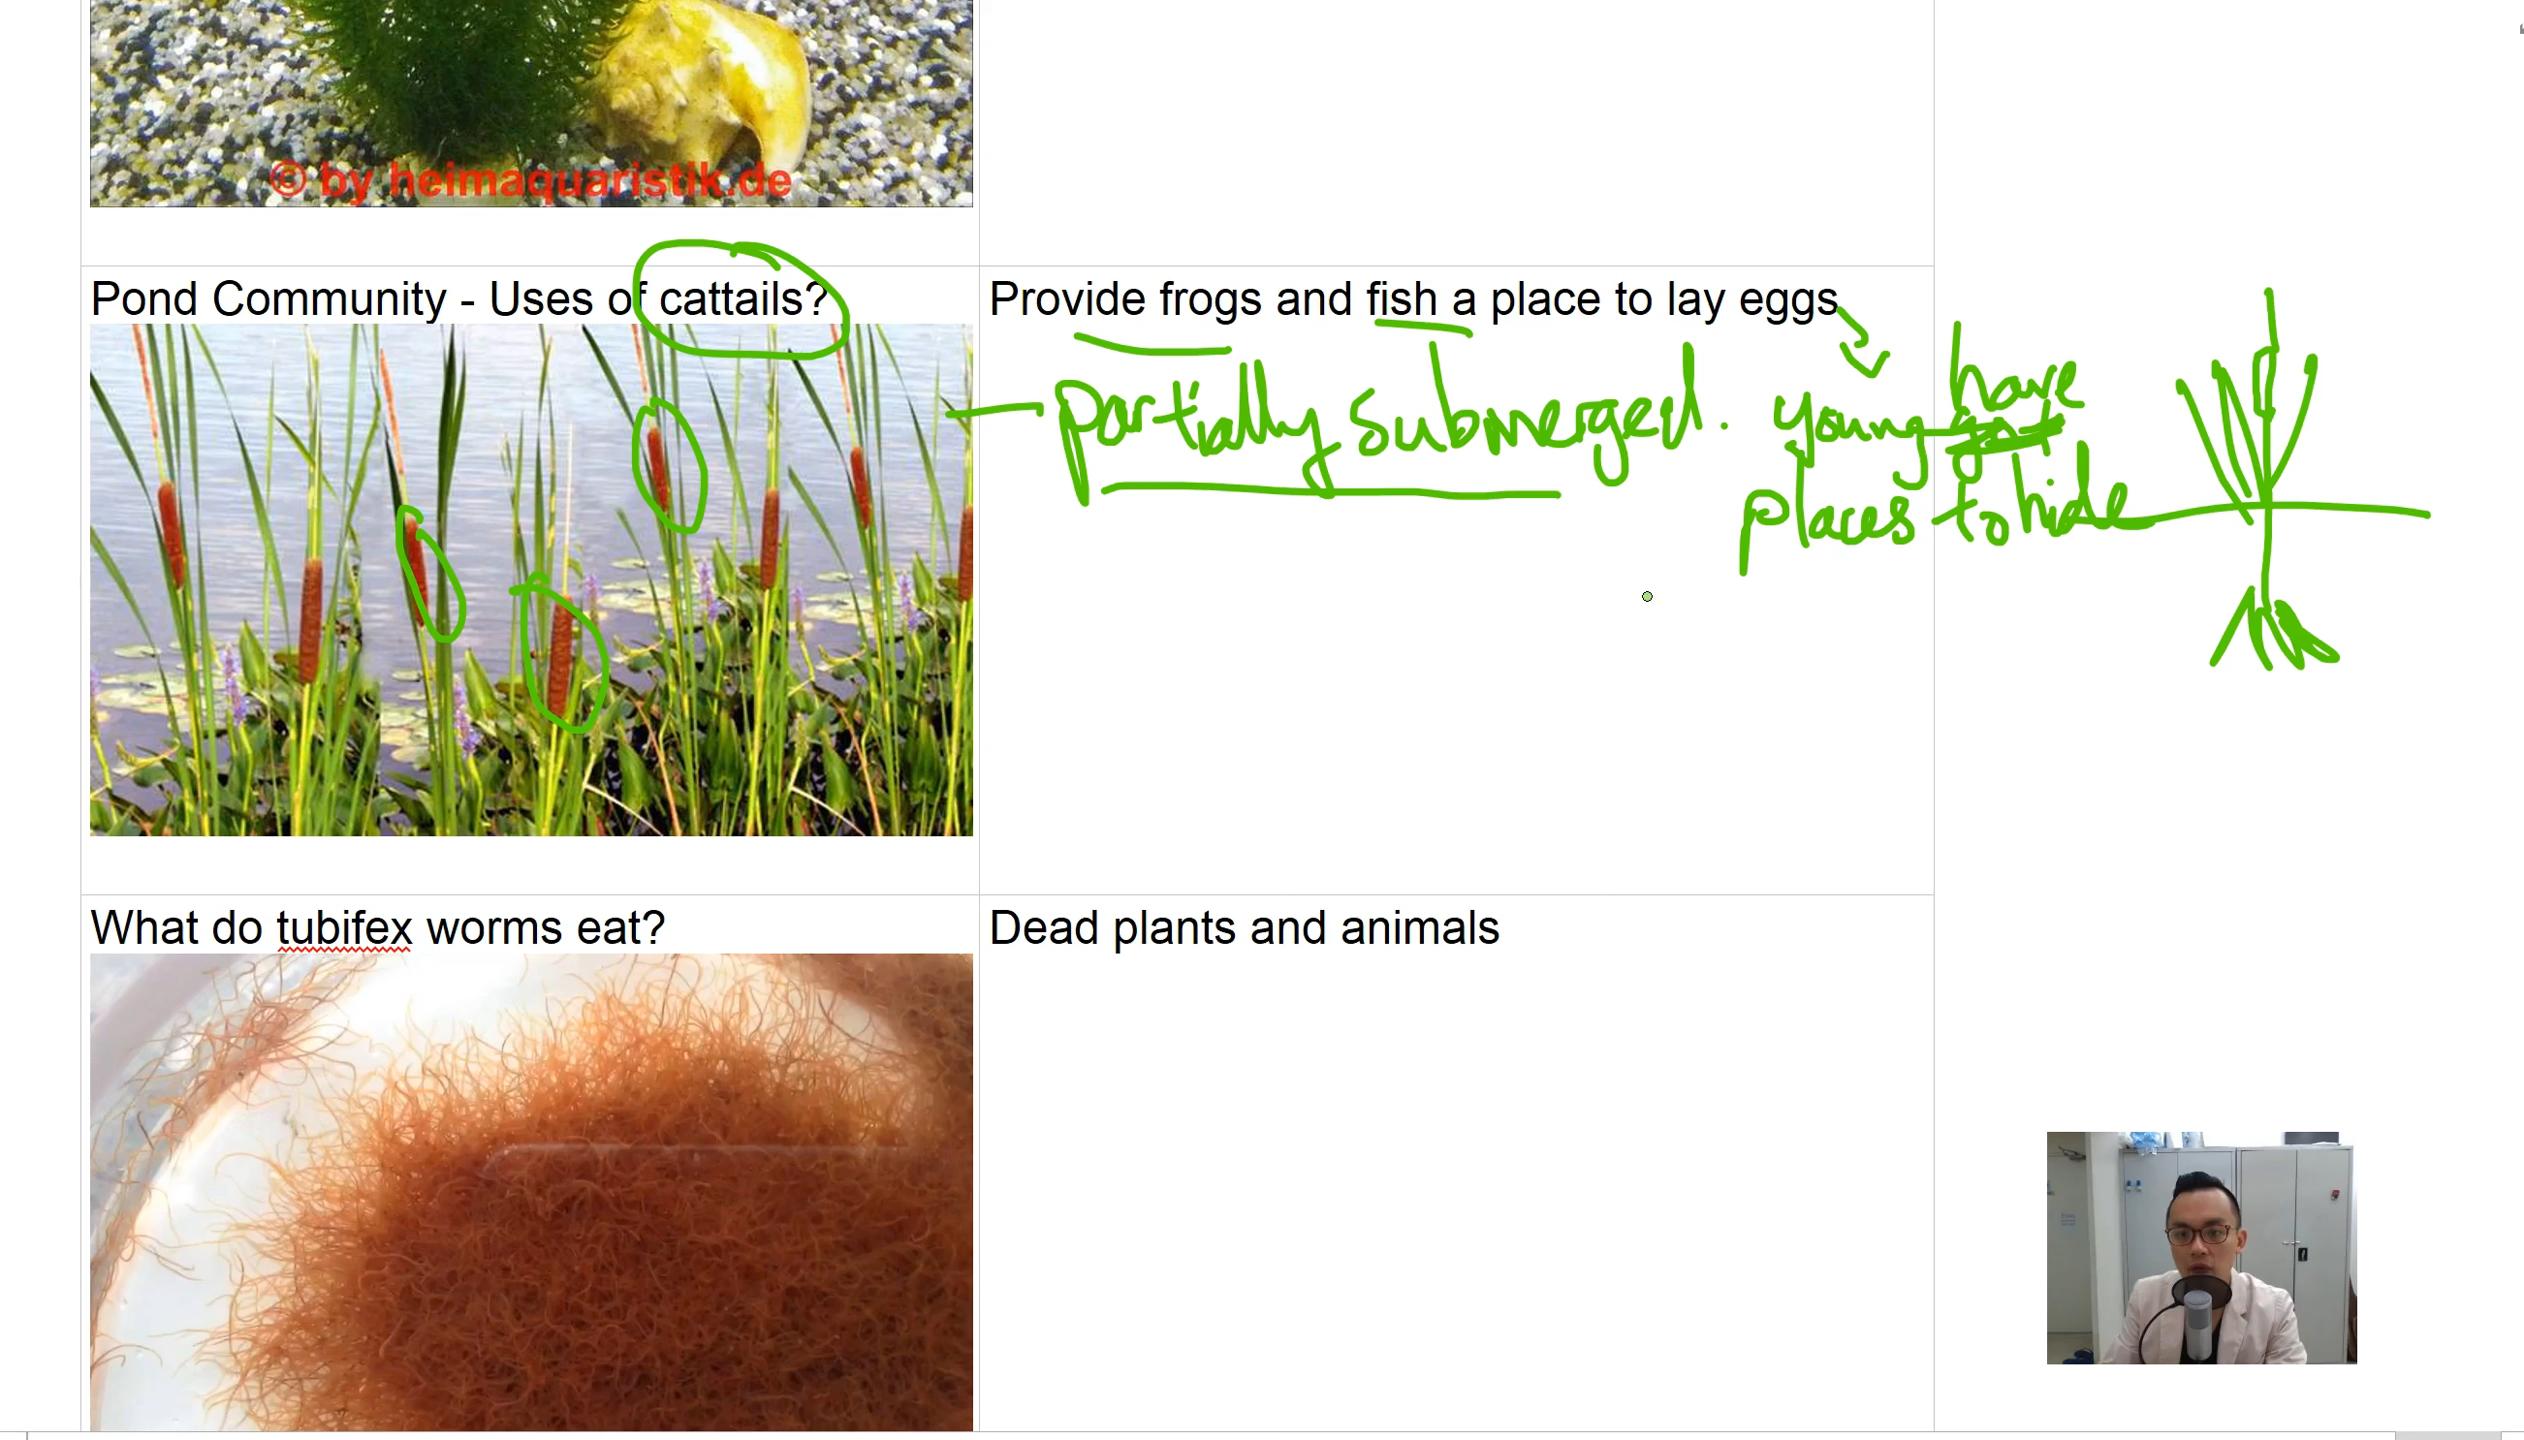 © by heimaquaristik.de
Pond Community - Uses of cattails?
Provide frogs and fish a place to lay eggs
partially submerged. young have
places to hide
What do tubifex worms eat?
Dead plants and animals